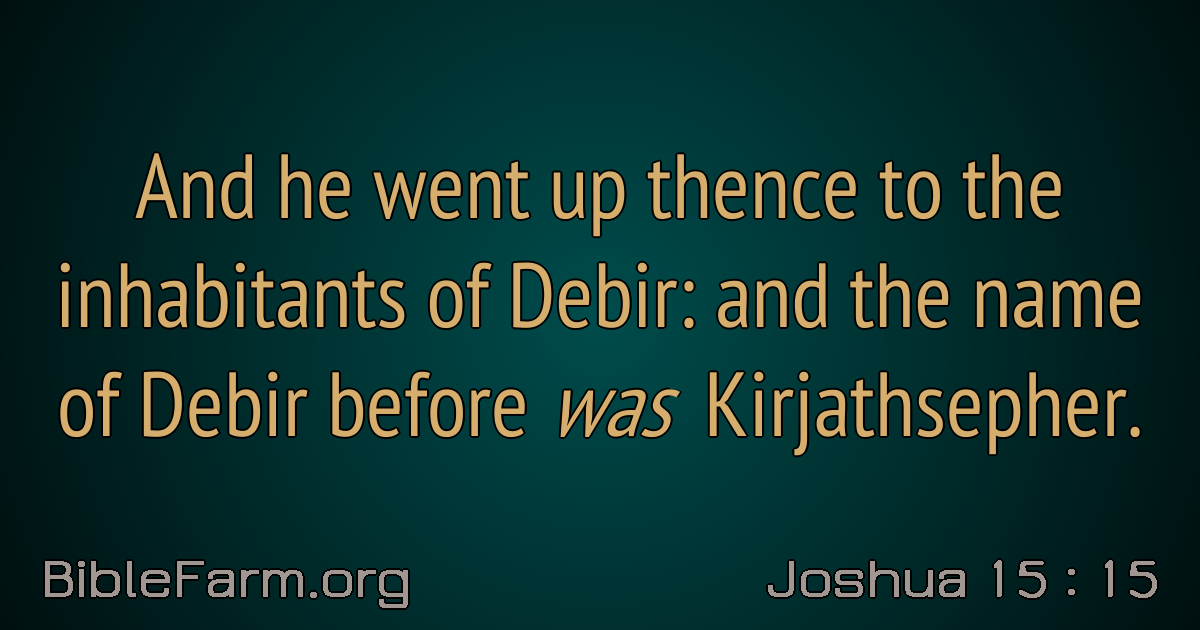 And he went up thence to the
inhabitants of Debir: and the name
of Debir before was Kirjathsepher.
BibleFarm.org
Joshua 15 : 15